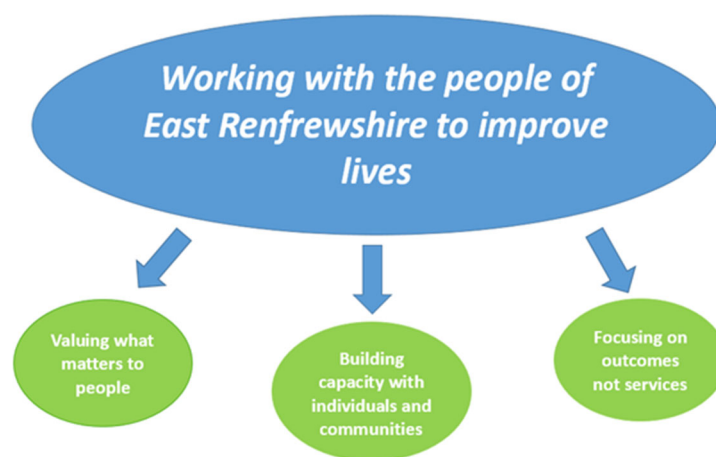 Working with the people of
East Renfrewshire to improve
lives
Valuing what
matters to
people
Building
capacity with
individuals and
communities
Focusing on
outcomes
not services